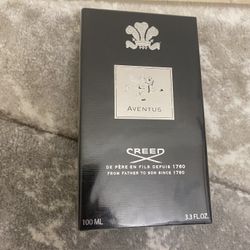 AVENTUS
CREED
DE PÈRE EN FILS DEPUIS 1760
FROM FATHER TO SON SINCE 1760
100 ML
3.3 FL.OZ.